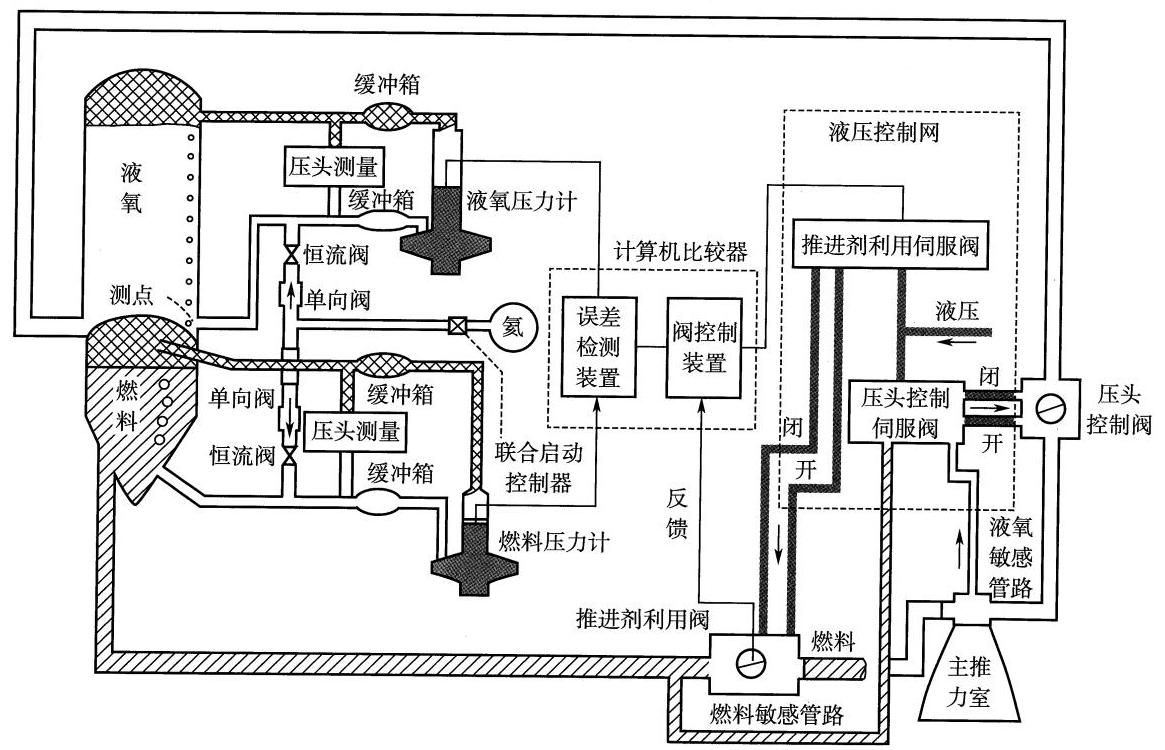 缓冲箱
液压控制网
液
氧
压头测量
缓冲箱
液氧压力计
推进剂利用伺服阀
恒流阀
计算机比较器
测点
单向阀
氦
误差
检测
装置
阀控制
装置
液压
燃
料
单向阀
缓冲箱
闭
压头控制
伺服阀
压头
控制阀
压头测量
闭
开
恒流阀
缓冲箱
联合启动
控制器
开
反
馈
燃料压力计
液氧
敏感
管路
推进剂利用阀
燃料
主推
力室
燃料敏感管路